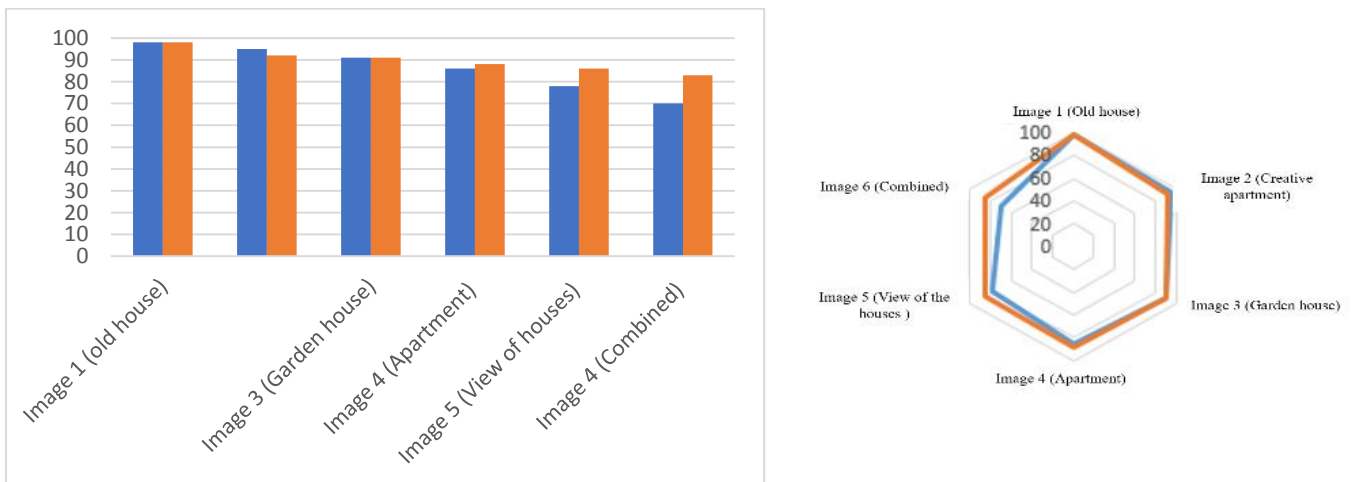 100
90
80
70
60
50
40
30
20
10
0
Image 1 (old house)
Image 3 (Garden house)
Image 4 (Apartment)
Image 5 (View of houses)
Image 4 (Combined)
Image 1 (Old house)
100
80
60
40
20
0
Image 2 (Creative
apartment)
Image 3 (Garden house)
Image 4 (Apartment)
Image 5 (View of the
houses )
Image 6 (Combined)